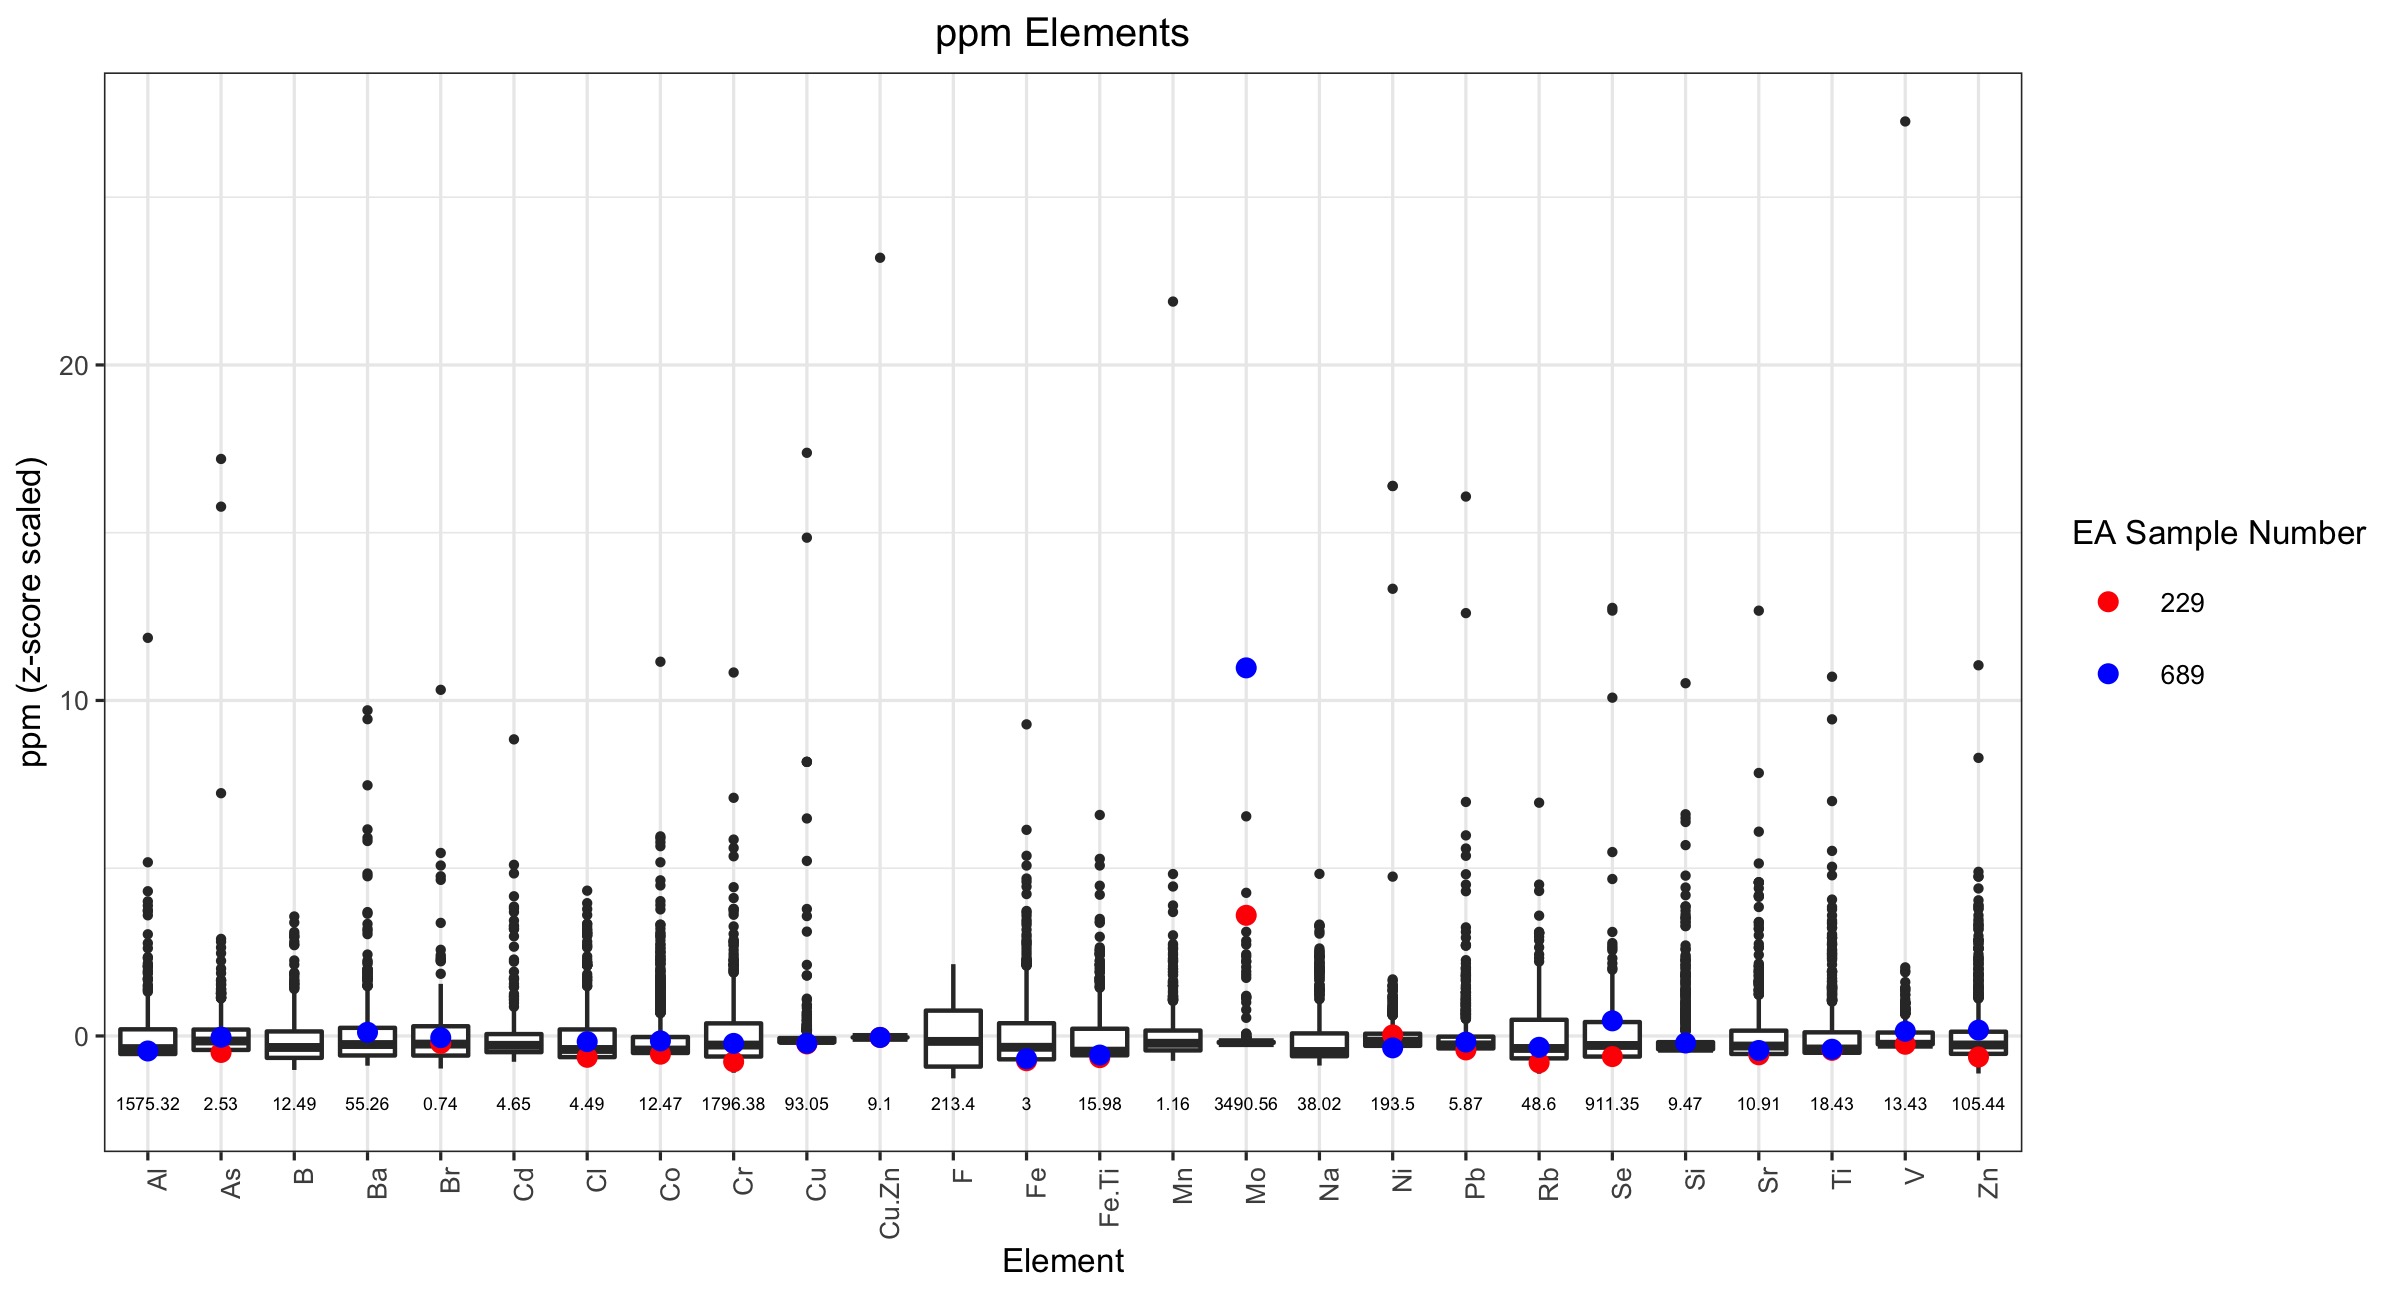 ppm Elements
ppm (z-score scaled)
20
10
0
1575.32 2.53 12.49 55.26 0.74 4.65 4.49 12.47 1796.38 93.05 9.1 213.4 3 15.98 1.16 3490.56 38.02 193.5 5.87 48.6 911.35 9.47 10.91 18.43 13.43 105.44
Al As B Ba Br Cd Cl Co Cr Cu Cu.Zn F Fe Fe.Ti Mn Mo Na Ni Pb Rb Se Si Sr Ti V Zn
Element
EA Sample Number
229
689